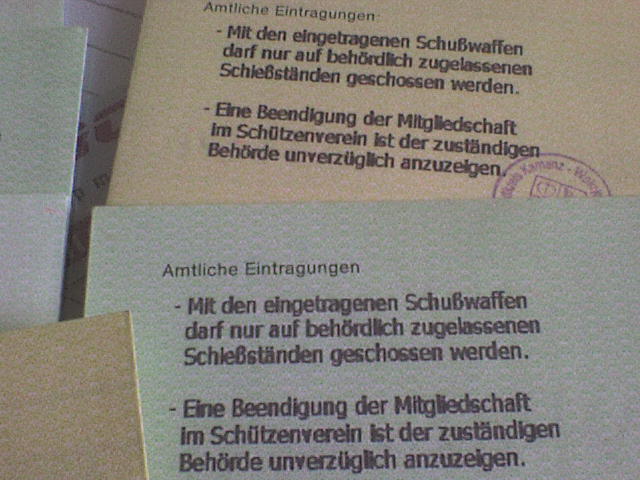 Amtliche Eintragungen:
- Mit den eingetragenen Schußwaffen
darf nur auf behördlich zugelassenen
Schießständen geschossen werden.
- Eine Beendigung der Mitgliedschaft
im Schützenverein ist der zuständigen
Behörde unverzüglich anzuzeigen.
Kamenz
Amtliche Eintragungen
- Mit den eingetragenen Schußwaffen
darf nur auf behördlich zugelassenen
Schießständen geschossen werden.
- Eine Beendigung der Mitgliedschaft
im Schützenverein ist der zuständigen
Behörde unverzüglich anzuzeigen.